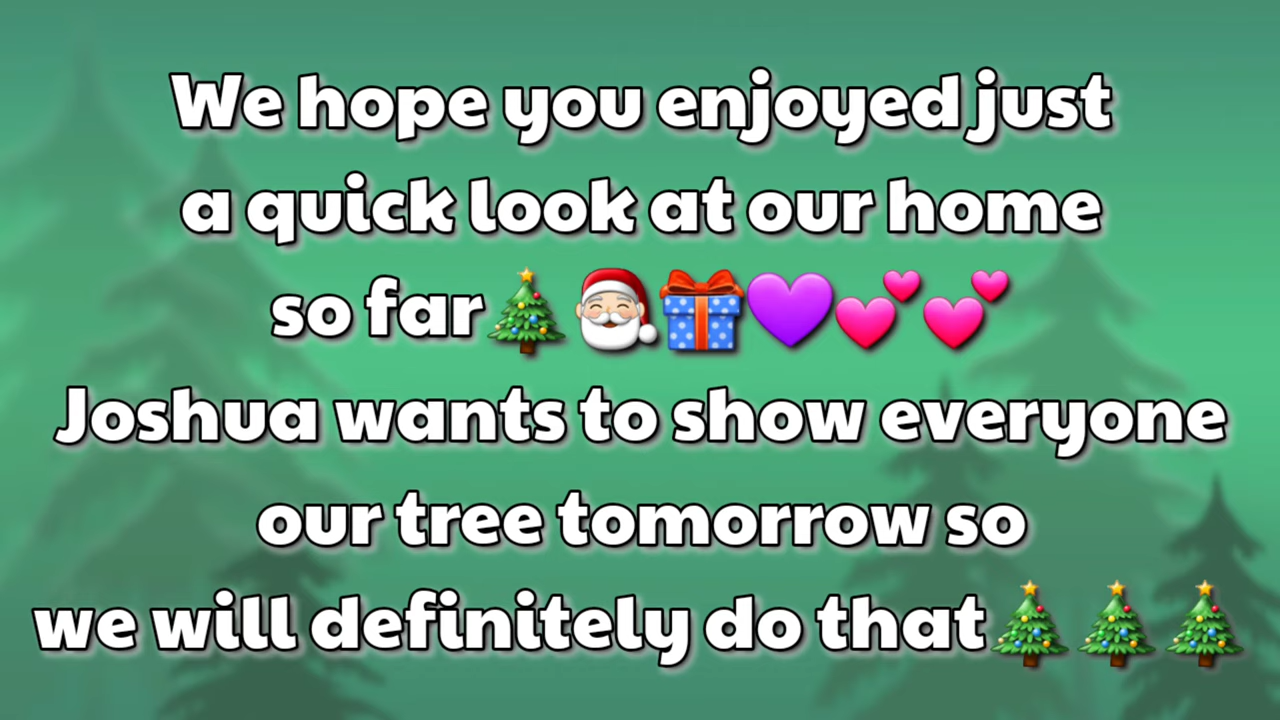 We hope you enjoyed just
a quick look at our home
so far🎄🎅🏻🎁💜💕💕
Joshua wants to show everyone
our tree tomorrow so
we will definitely do that🎄🎄🎄